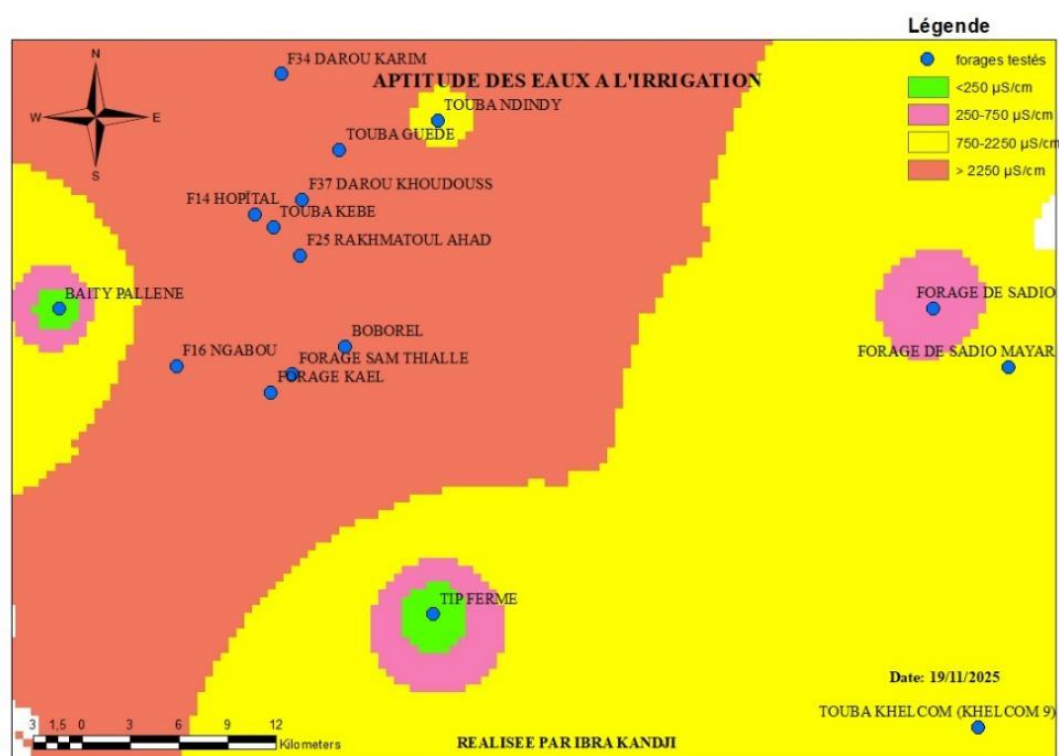 Légende
forages testés
<250 µS/cm
250-750 µS/cm
750-2250 µS/cm
> 2250 µS/cm
N
W
E
S
F34 DAROU KARIM
APTITUDE DES EAUX A L'IRRIGATION
TOUBA NDINDY
TOUBA GUEDE
F37 DAROU KHOUDOUSS
F14 HOPÏTAL
TOUBA KEBE
F25 RAKHMATOUL AHAD
BAITY PALLENE
FORAGE DE SADIO
BOBOREL
F16 NGABOU
FORAGE SAM THIALLE
FORAGE DE SADIO MAYAR
FORAGE KAEL
TIP FERME
Date: 19/11/2025
TOUBA KHELCOM (KHELCOM 9)
3 1,5 0 3 6 9 12
Kilometers
REALISEE PAR IBRA KANDJI